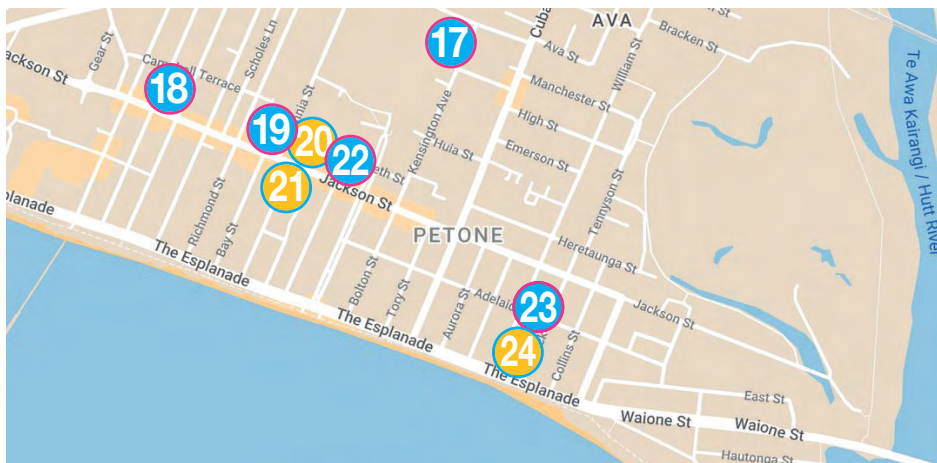 AVA
Cuba
Bracken St
Ava St
William St
Gear St
Scholes Ln
Jackson St
Campbell Terrace
17
18
Manchester St
High St
Kensington Ave
Huia St
Emerson St
19
20
22
21
Jackson St
Tennyson St
Te Awa Kairangi / Hutt River
Richmond St
Bay St
PETONE
Heretaunga St
The Esplanade
Bolton St
Tory St
Aurora St
23
24
Jackson St
The Esplanade
Collins St
The Esplanade
East St
Waione St
Waione St
Hautonga St